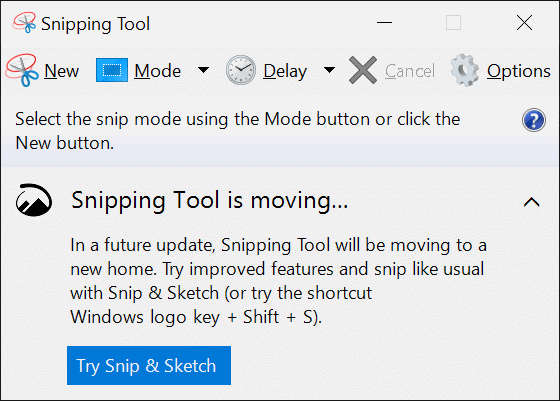 Snipping Tool
New Mode Delay Cancel Options
Select the snip mode using the Mode button or click the
New button.
?
Snipping Tool is moving...
In a future update, Snipping Tool will be moving to a
new home. Try improved features and snip like usual
with Snip & Sketch (or try the shortcut
Windows logo key + Shift + S).
Try Snip & Sketch